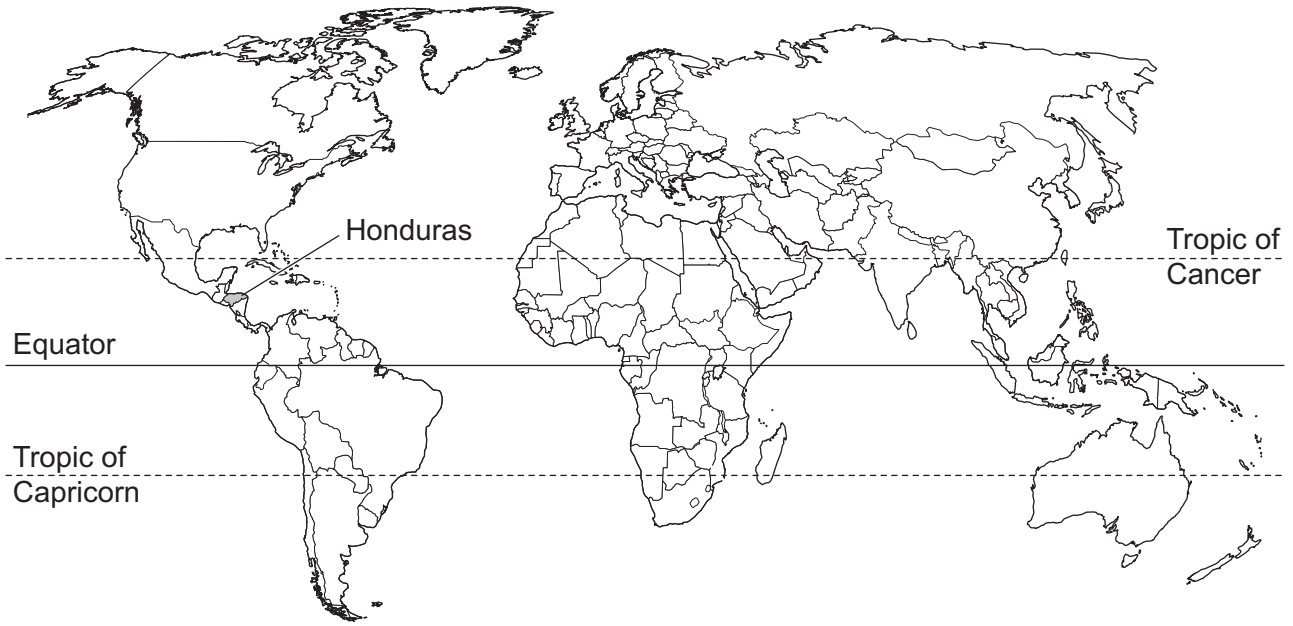 Honduras
Tropic of
Cancer
Equator
Tropic of
Capricorn